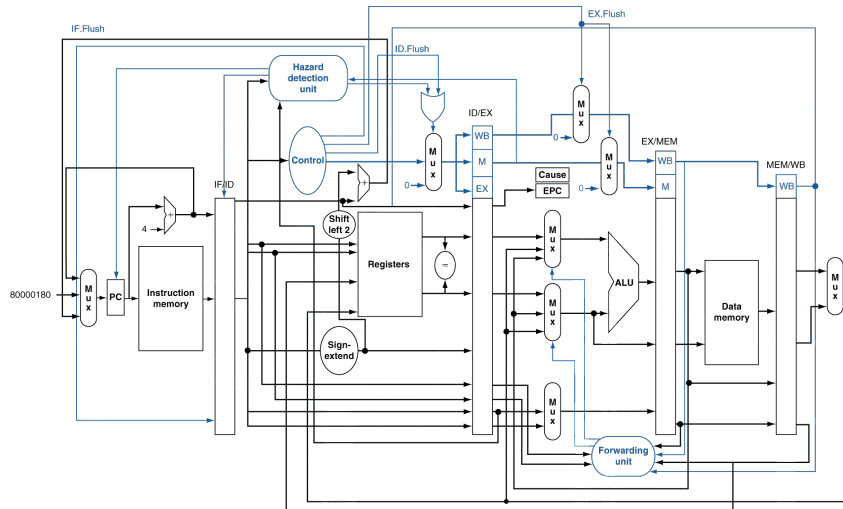 IF.Flush
EX.Flush
ID.Flush
Hazard
detection
unit
ID/EX
M
u
x
WB
0
Control
M
u
x
M
u
x
EX/MEM
WB
MEM/WB
M
Cause
WB
IF/ID
0
EX
EPC
0
M
+
+
4
Shift
left 2
M
u
x
Registers
=
ALU
80000180
M
u
x
PC
Instruction
memory
M
u
x
Data
memory
M
u
x
Sign-
extend
M
u
x
Forwarding
unit